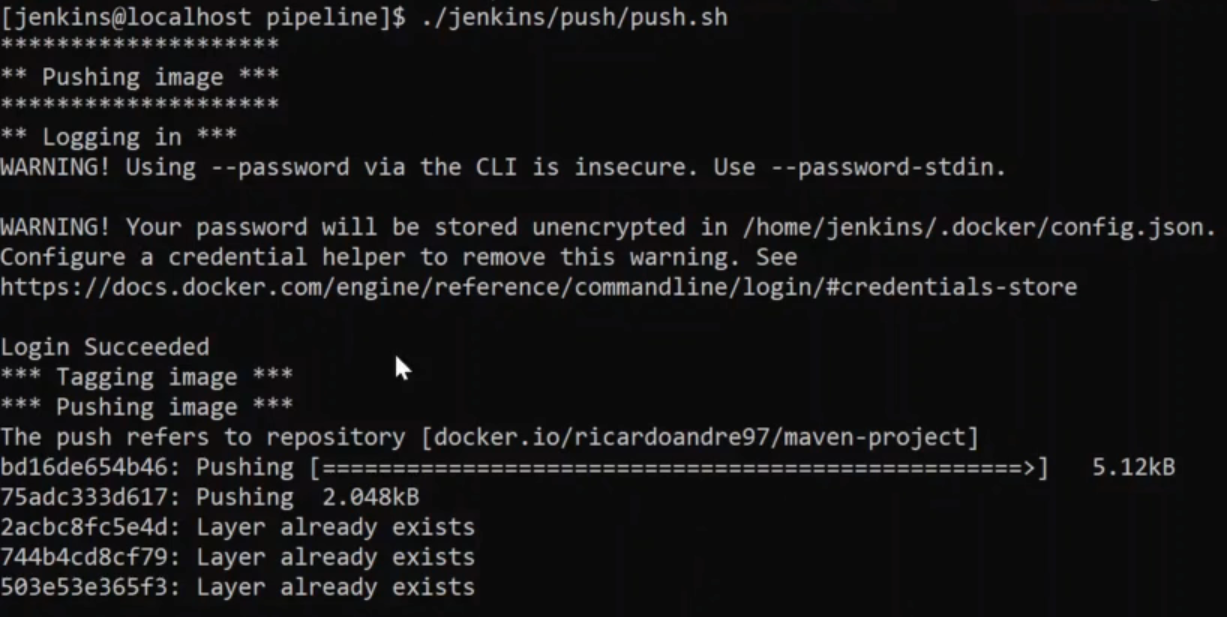 [jenkins@localhost pipeline]$ ./jenkins/push/push.sh
********************
** Pushing image ***
********************
** Logging in ***
WARNING! Using --password via the CLI is insecure. Use --password-stdin.
WARNING! Your password will be stored unencrypted in /home/jenkins/.docker/config.json.
Configure a credential helper to remove this warning. See
https://docs.docker.com/engine/reference/commandline/login/#credentials-store
Login Succeeded
*** Tagging image ***
*** Pushing image ***
The push refers to repository [docker.io/ricardoandre97/maven-project]
bd16de654b46: Pushing [==================================================>]   5.12kB
75adc333d617: Pushing  2.048kB
2acbc8fc5e4d: Layer already exists
744b4cd8cf79: Layer already exists
503e53e365f3: Layer already exists